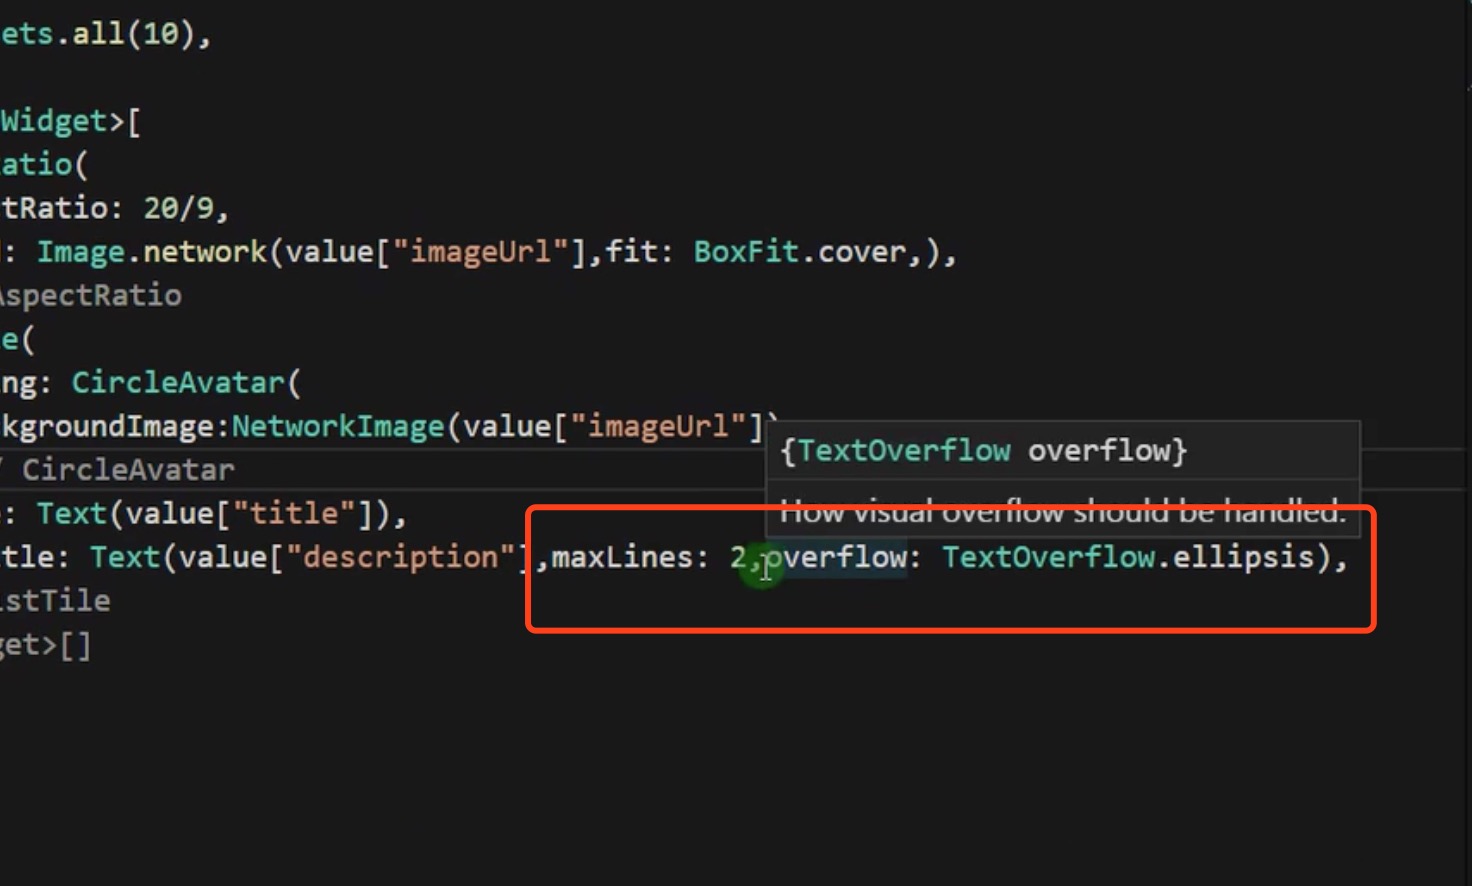 ets.all(10),
Widget>[
atio(
tRatio: 20/9,
: Image.network(value["imageUrl"],fit: BoxFit.cover,),
AspectRatio
e(
ng: CircleAvatar(
kgroundImage:NetworkImage(value["imageUrl"])
{TextOverflow overflow}
/ CircleAvatar
How visual overflow should be handled.
: Text(value["title"]),
tle: Text(value["description"],maxLines: 2,overflow: TextOverflow.ellipsis),
istTile
get>[]